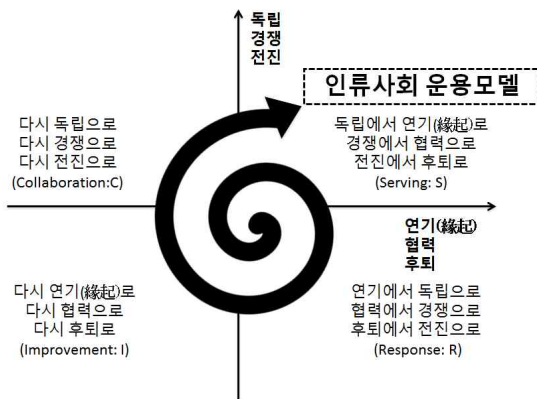 독립
경쟁
전진
인류사회 운용모델
다시 독립으로
다시 경쟁으로
다시 전진으로
(Collaboration:C)
독립에서 연기(緣起)로
경쟁에서 협력으로
전진에서 후퇴로
(Serving: S)
연기(緣起)
협력
후퇴
다시 연기(緣起)로
다시 협력으로
다시 후퇴로
(Improvement: I)
연기에서 독립으로
협력에서 경쟁으로
후퇴에서 전진으로
(Response: R)